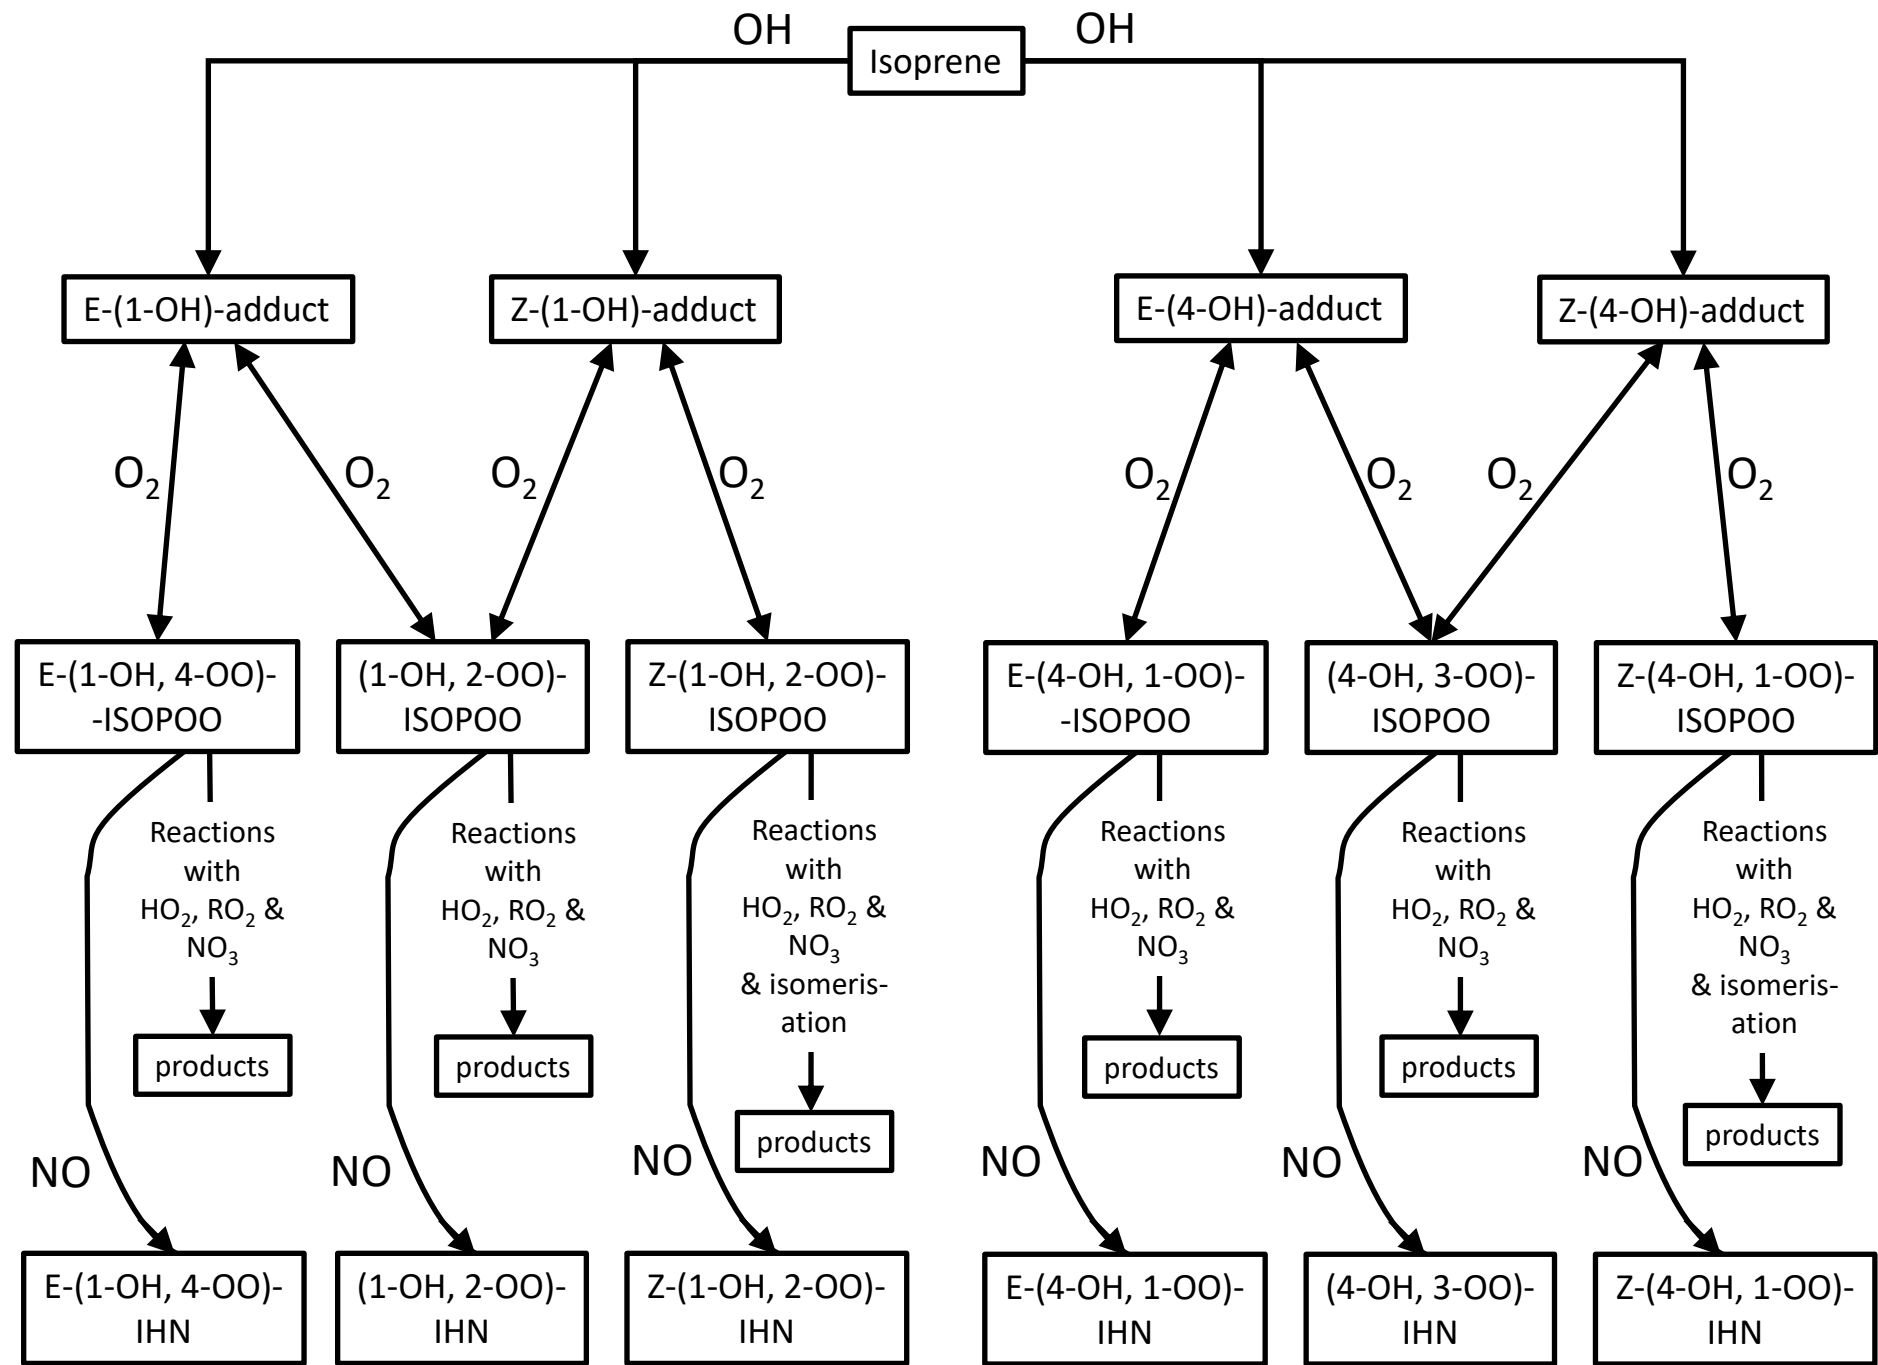 OH
Isoprene
OH
E-(1-OH)-adduct
Z-(1-OH)-adduct
E-(4-OH)-adduct
Z-(4-OH)-adduct
O₂
O₂
O₂
O₂
O₂
O₂
O₂
O₂
E-(1-OH, 4-OO)-
-ISOPOO
(1-OH, 2-OO)-
ISOPOO
Z-(1-OH, 2-OO)-
ISOPOO
E-(4-OH, 1-OO)-
-ISOPOO
(4-OH, 3-OO)-
ISOPOO
Z-(4-OH, 1-OO)-
ISOPOO
Reactions
with
HO₂, RO₂ &
NO₃
products
Reactions
with
HO₂, RO₂ &
NO₃
products
Reactions
with
HO₂, RO₂ &
NO₃
& isomeris-
ation
products
Reactions
with
HO₂, RO₂ &
NO₃
products
Reactions
with
HO₂, RO₂ &
NO₃
products
Reactions
with
HO₂, RO₂ &
NO₃
& isomeris-
ation
products
NO
NO
NO
NO
NO
NO
E-(1-OH, 4-OO)-
IHN
(1-OH, 2-OO)-
IHN
Z-(1-OH, 2-OO)-
IHN
E-(4-OH, 1-OO)-
IHN
(4-OH, 3-OO)-
IHN
Z-(4-OH, 1-OO)-
IHN